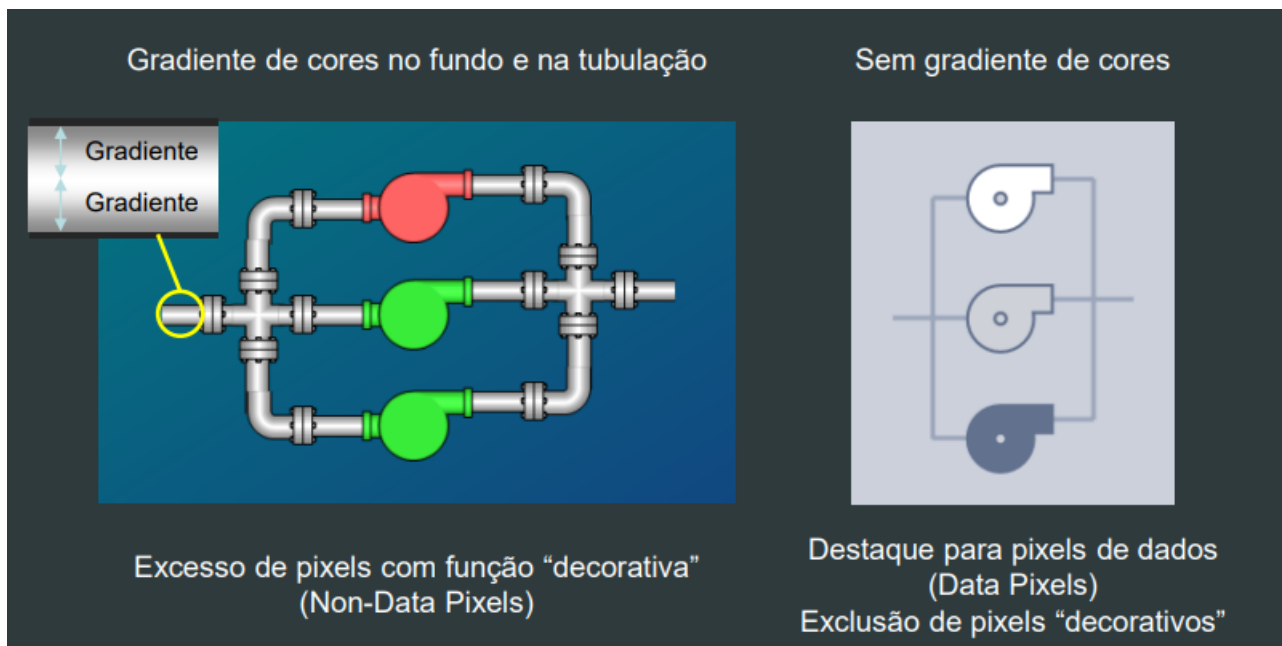 Gradiente de cores no fundo e na tubulação
Sem gradiente de cores
Gradiente
Gradiente
Excesso de pixels com função “decorativa”
(Non-Data Pixels)
Destaque para pixels de dados
(Data Pixels)
Exclusão de pixels “decorativos”